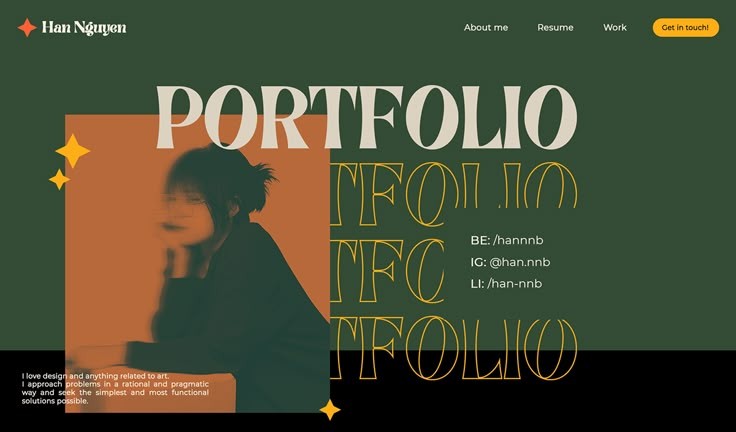 Han Nguyen
About me
Resume
Work
Get in touch!
PORTFOLIO
TFOLIO
BE: /hannnb
TFO
IG: @han.nnb
LI: /han-nnb
TFOLIO
I love design and anything related to art.
I approach problems in a rational and pragmatic
way and seek the simplest and most functional
solutions possible.